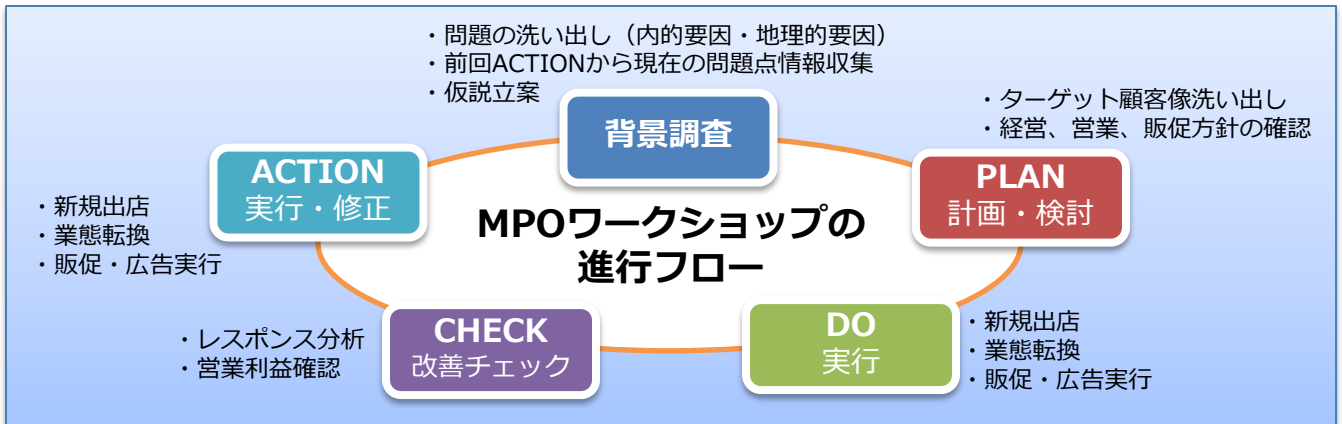 ・問題の洗い出し（内的要因・地理的要因）
・前回ACTIONから現在の問題点情報収集
・仮説立案
背景調査
・ターゲット顧客像洗い出し
・経営、営業、販促方針の確認
PLAN
計画・検討
ACTION
実行・修正
・新規出店
・業態転換
・販促・広告実行
MPOワークショップの
進行フロー
DO
実行
・新規出店
・業態転換
・販促・広告実行
CHECK
改善チェック
・レスポンス分析
・営業利益確認